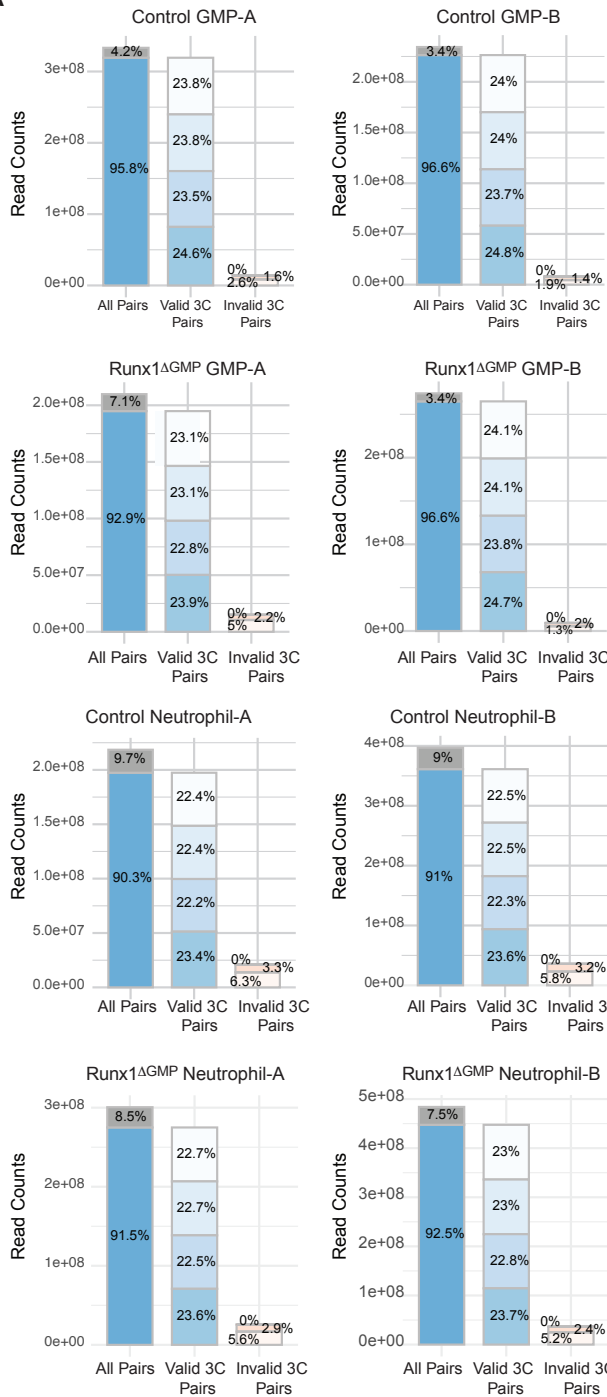 Control GMP-A
Read Counts
3e+08
2e+08
1e+08
0e+00
4.2%
95.8%
23.8%
23.8%
23.5%
24.6%
0%
1.6%
2.6%
All Pairs
Valid 3C
Pairs
Invalid 3C
Pairs
Control GMP-B
Read Counts
2.0e+08
1.5e+08
1.0e+08
5.0e+07
0.0e+00
3.4%
96.6%
24%
24%
23.7%
24.8%
0%
1.4%
1.9%
All Pairs
Valid 3C
Pairs
Invalid 3C
Pairs
Runx1ΔGMP GMP-A
Read Counts
2.0e+08
1.5e+08
1.0e+08
5.0e+07
0.0e+00
7.1%
92.9%
23.1%
23.1%
22.8%
23.9%
0%
2.2%
5%
All Pairs
Valid 3C
Pairs
Invalid 3C
Pairs
Runx1ΔGMP GMP-B
Read Counts
2e+08
1e+08
0e+00
3.4%
96.6%
24.1%
24.1%
23.8%
24.7%
0%
2%
1.3%
All Pairs
Valid 3C
Pairs
Invalid 3C
Pairs
Control Neutrophil-A
Read Counts
2.0e+08
1.5e+08
1.0e+08
5.0e+07
0.0e+00
9.7%
90.3%
22.4%
22.4%
22.2%
23.4%
0%
3.3%
6.3%
All Pairs
Valid 3C
Pairs
Invalid 3C
Pairs
Control Neutrophil-B
Read Counts
4e+08
3e+08
2e+08
1e+08
0e+00
9%
91%
22.5%
22.5%
22.3%
23.6%
0%
3.2%
5.8%
All Pairs
Valid 3C
Pairs
Invalid 3
Pairs
Runx1ΔGMP Neutrophil-A
Read Counts
3e+08
2e+08
1e+08
0e+00
8.5%
91.5%
22.7%
22.7%
22.5%
23.6%
0%
2.9%
5.6%
All Pairs
Valid 3C
Pairs
Invalid 3C
Pairs
Runx1ΔGMP Neutrophil-B
Read Counts
5e+08
4e+08
3e+08
2e+08
1e+08
0e+00
7.5%
92.5%
23%
23%
22.8%
23.7%
0%
2.4%
5.2%
All Pairs
Valid 3C
Pairs
Invalid 3C
Pairs